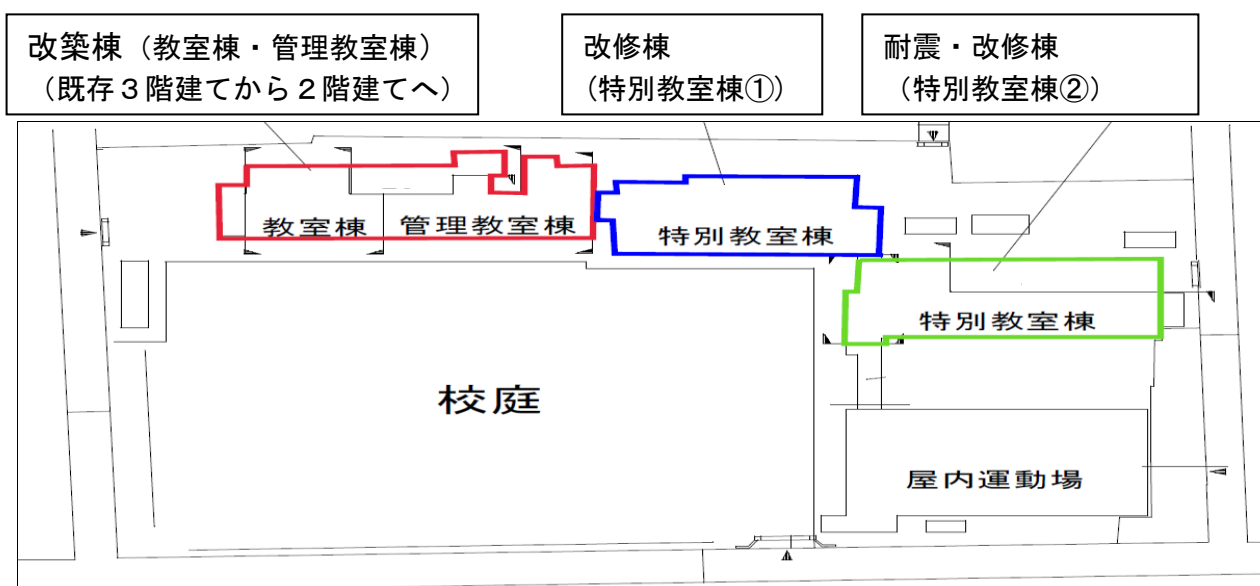 改築棟（教室棟・管理教室棟）
（既存３階建てから２階建てへ）
改修棟
(特別教室棟①)
耐震・改修棟
(特別教室棟②)
教室棟
管理教室棟
特別教室棟
特別教室棟
校庭
屋内運動場